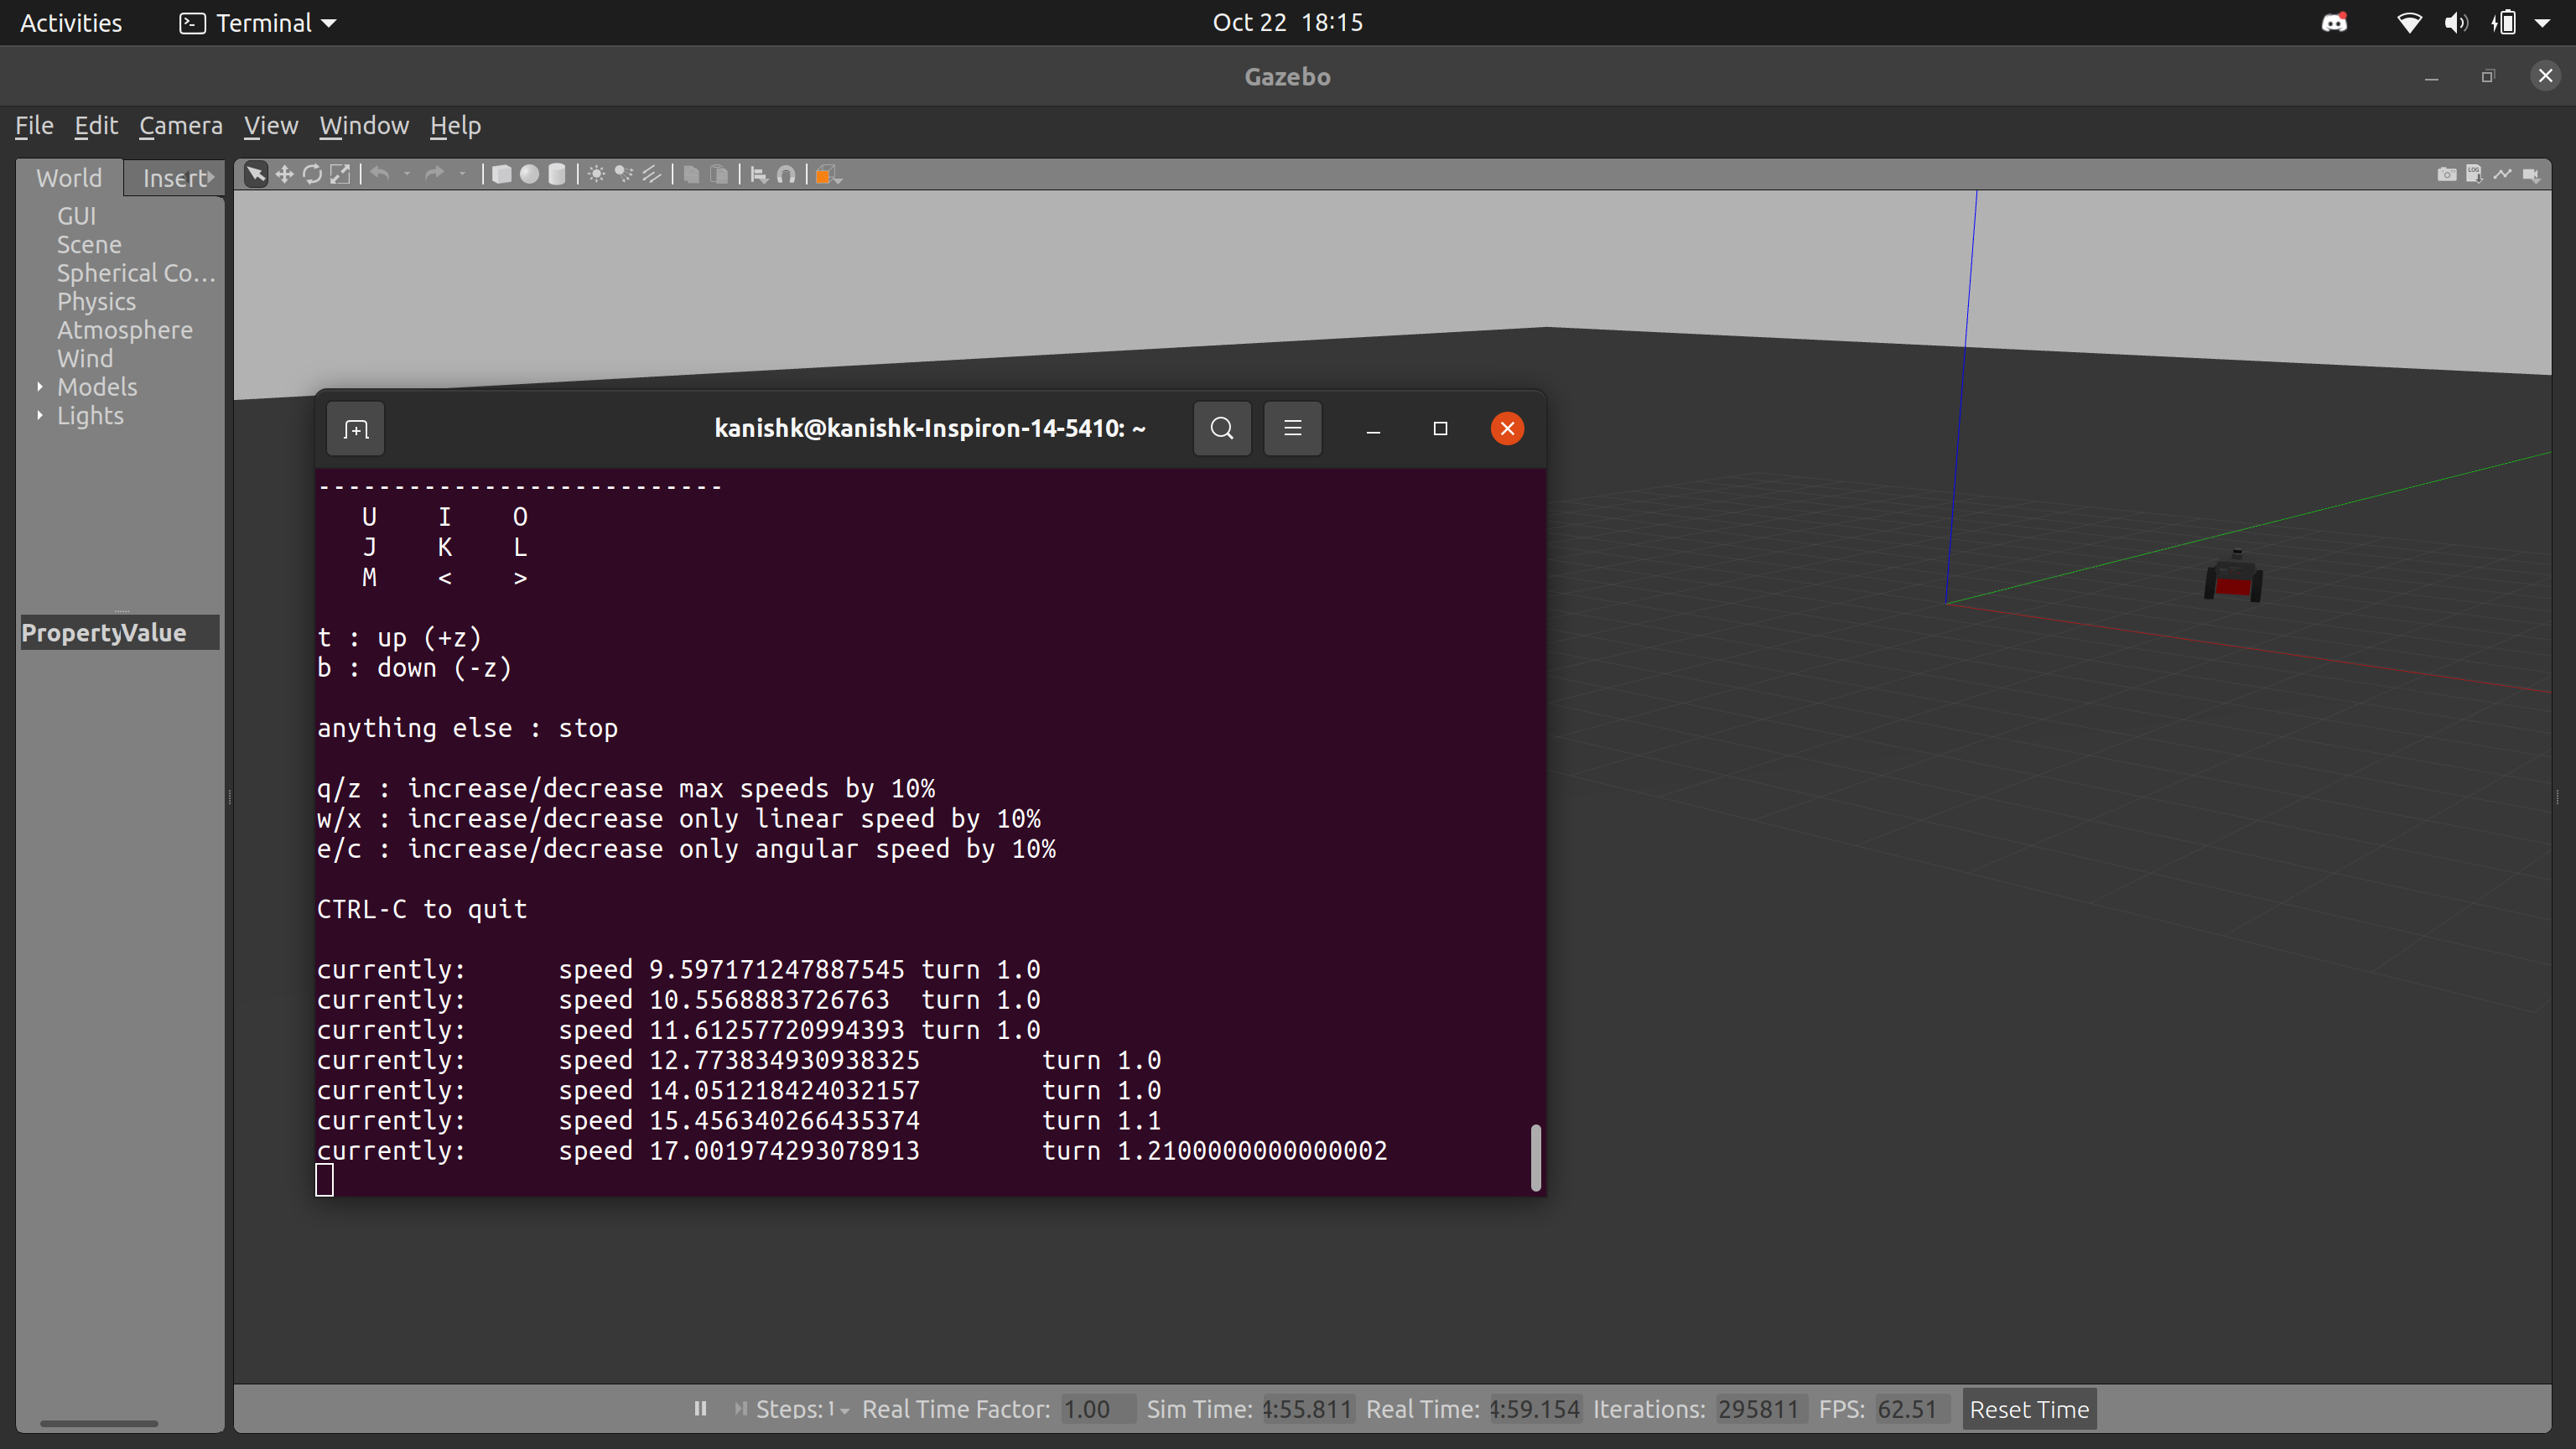 Activities Terminal Oct 22 18:15
Gazebo
File Edit Camera View Window Help
World Insert
GUI
Scene
Spherical Co…
Physics
Atmosphere
Wind
Models
Lights
Property Value
kanishk@kanishk-Inspiron-14-5410: ~
---------------------------
U I O
J K L
M < >
t : up (+z)
b : down (-z)
anything else : stop
q/z : increase/decrease max speeds by 10%
w/x : increase/decrease only linear speed by 10%
e/c : increase/decrease only angular speed by 10%
CTRL-C to quit
currently: speed 9.597171247887545 turn 1.0
currently: speed 10.5568883726763 turn 1.0
currently: speed 11.61257720994393 turn 1.0
currently: speed 12.773834930938325 turn 1.0
currently: speed 14.051218424032157 turn 1.0
currently: speed 15.456340266435374 turn 1.1
currently: speed 17.001974293078913 turn 1.2100000000000002
Steps: 1 Real Time Factor: 1.00 Sim Time: 4:55.811 Real Time: 4:59.154 Iterations: 295811 FPS: 62.51 Reset Time